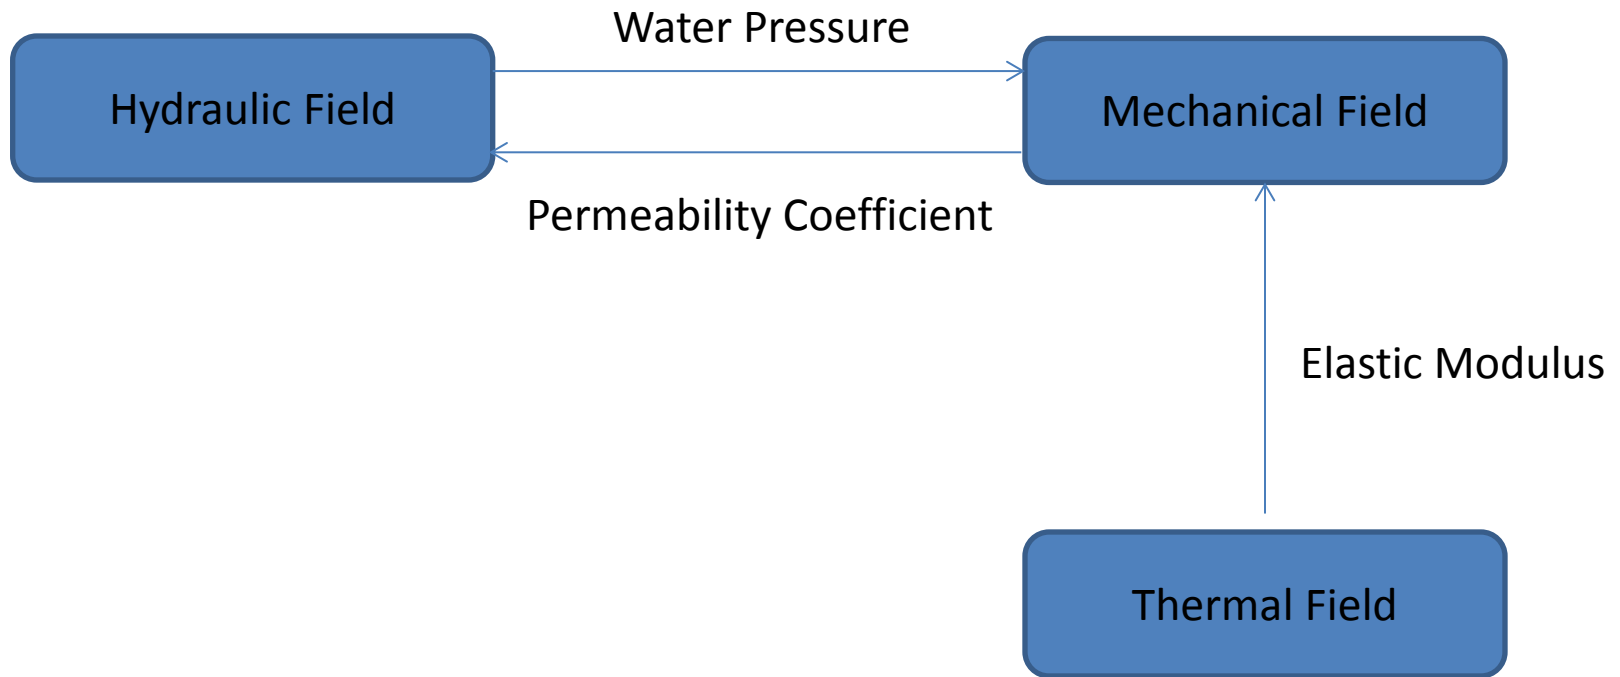 Water Pressure
Hydraulic Field
Mechanical Field
Permeability Coefficient
Elastic Modulus
Thermal Field